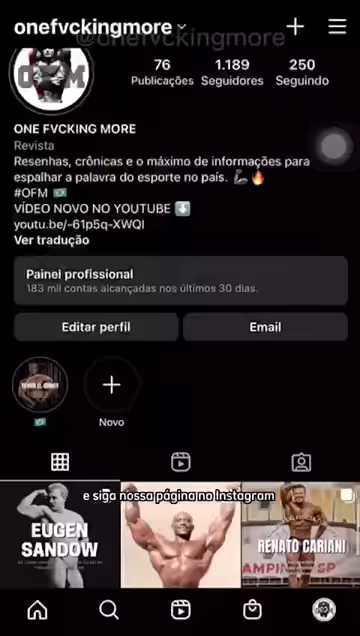 onefvckingmore
@onefvckingmore
OFM
76
1.189
250
Publicações
Seguidores
Seguindo
ONE FVCKING MORE
Revista
Resenhas, crônicas e o máximo de informações para
espalhar a palavra do esporte no país. 🦾🔥
#OFM 🇧🇷
VÍDEO NOVO NO YOUTUBE ⬇️
youtu.be/-61p5q-XWQI
Ver tradução
Painel profissional
183 mil contas alcançadas nos últimos 30 dias.
Editar perfil
Email
🇧🇷
Novo
e siga nossa página no Instagram
EUGEN
SANDOW
RENATO CARIANI